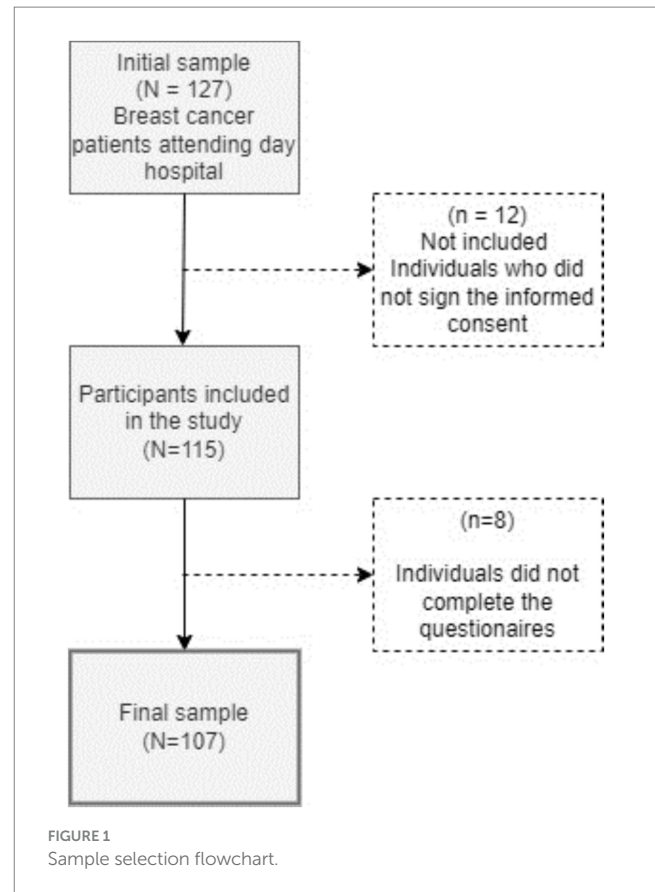 Initial sample
(N = 127)
Breast cancer
patients attending day
hospital
(n = 12)
Not included
Individuals who did
not sign the informed
consent
Participants included
in the study
(N=115)
(n=8)
Individuals did not
complete the
questionaires
Final sample
(N=107)
FIGURE 1
Sample selection flowchart.